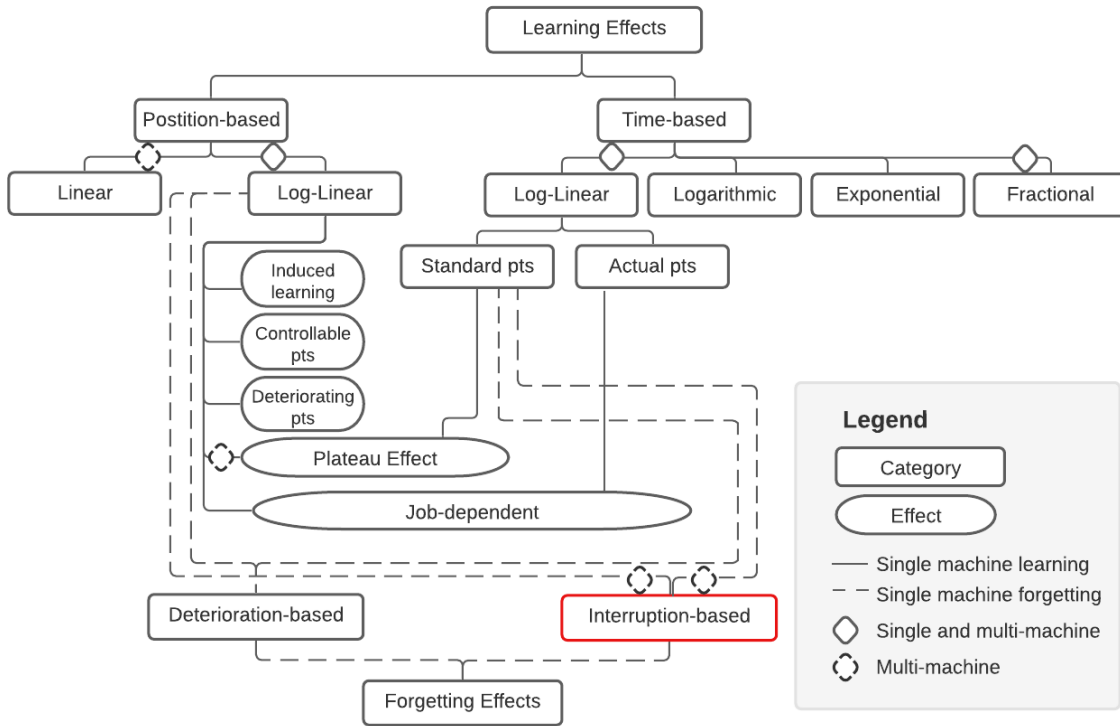 Learning Effects
Postition-based
Time-based
Linear
Log-Linear
Log-Linear
Logarithmic
Exponential
Fractional
Standard pts
Actual pts
Induced
learning
Controllable
pts
Deteriorating
pts
Plateau Effect
Job-dependent
Deterioration-based
Interruption-based
Forgetting Effects
Legend
Category
Effect
Single machine learning
Single machine forgetting
Single and multi-machine
Multi-machine